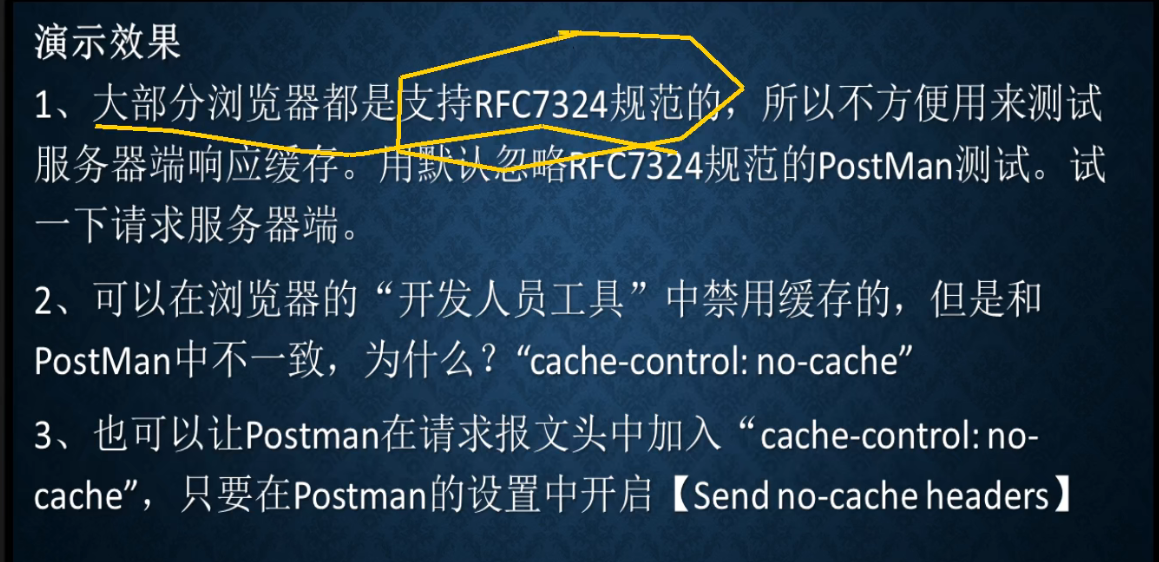 演示效果
1、大部分浏览器都是支持RFC7324规范的，所以不方便用来测试
服务器端响应缓存。用默认忽略RFC7324规范的PostMan测试。试
一下请求服务器端。
2、可以在浏览器的“开发人员工具”中禁用缓存的，但是和
PostMan中不一致，为什么？“cache-control: no-cache”
3、也可以让Postman在请求报文头中加入“cache-control: no-
cache”，只要在Postman的设置中开启【Send no-cache headers】